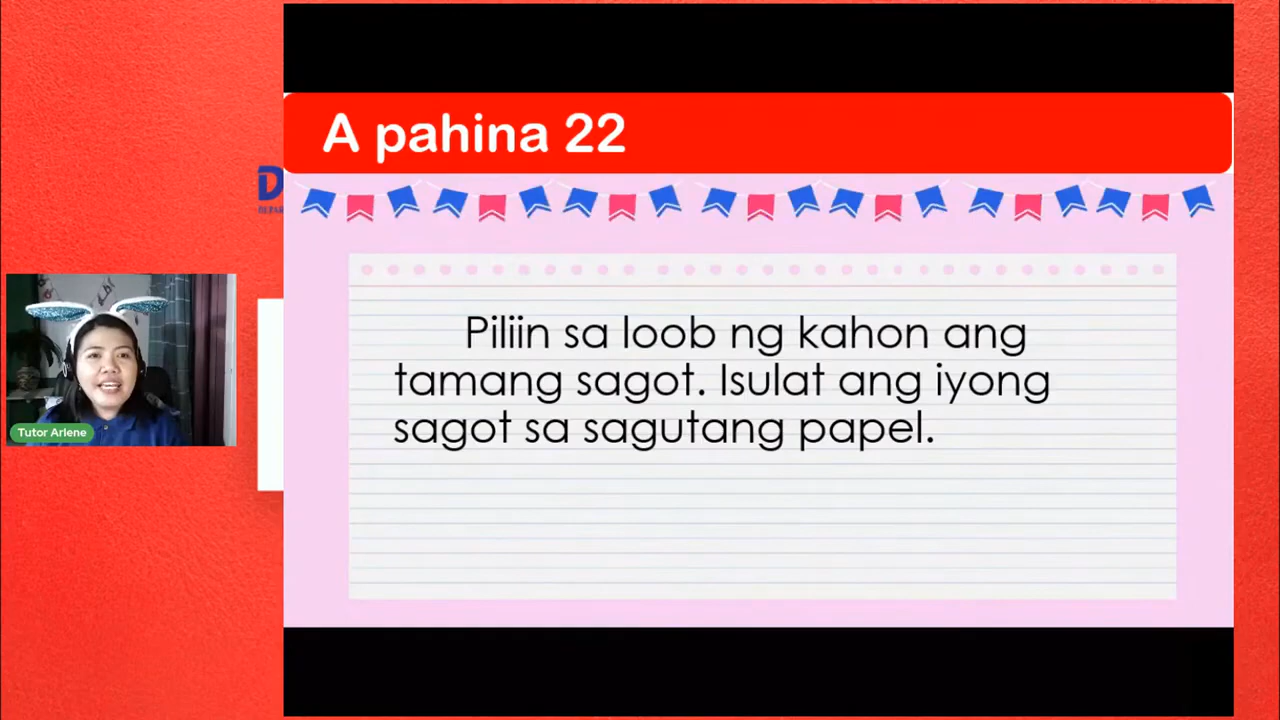 A pahina 22
Piliin sa loob ng kahon ang
tamang sagot. Isulat ang iyong
sagot sa sagutang papel.
Tutor Arlene